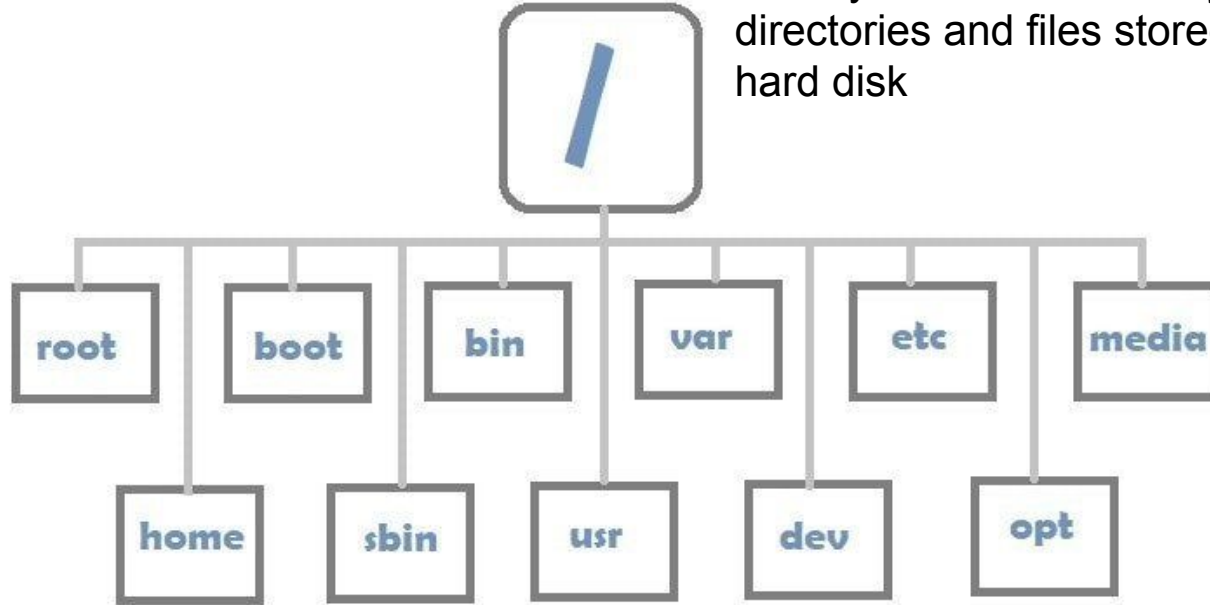 directories and files store
hard disk
/
root
boot
bin
var
etc
media
home
sbin
usr
dev
opt